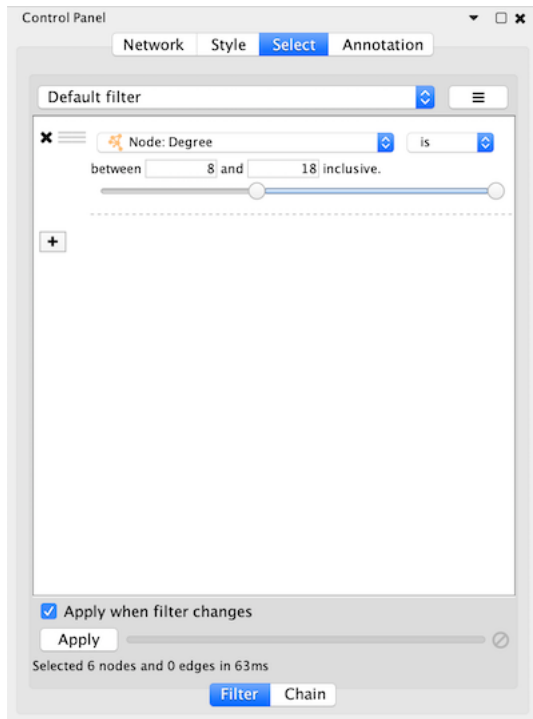 Control Panel
Network Style Select Annotation
Default filter
Node: Degree is
between 8 and 18 inclusive.
+
Apply when filter changes
Apply
Selected 6 nodes and 0 edges in 63ms
Filter Chain